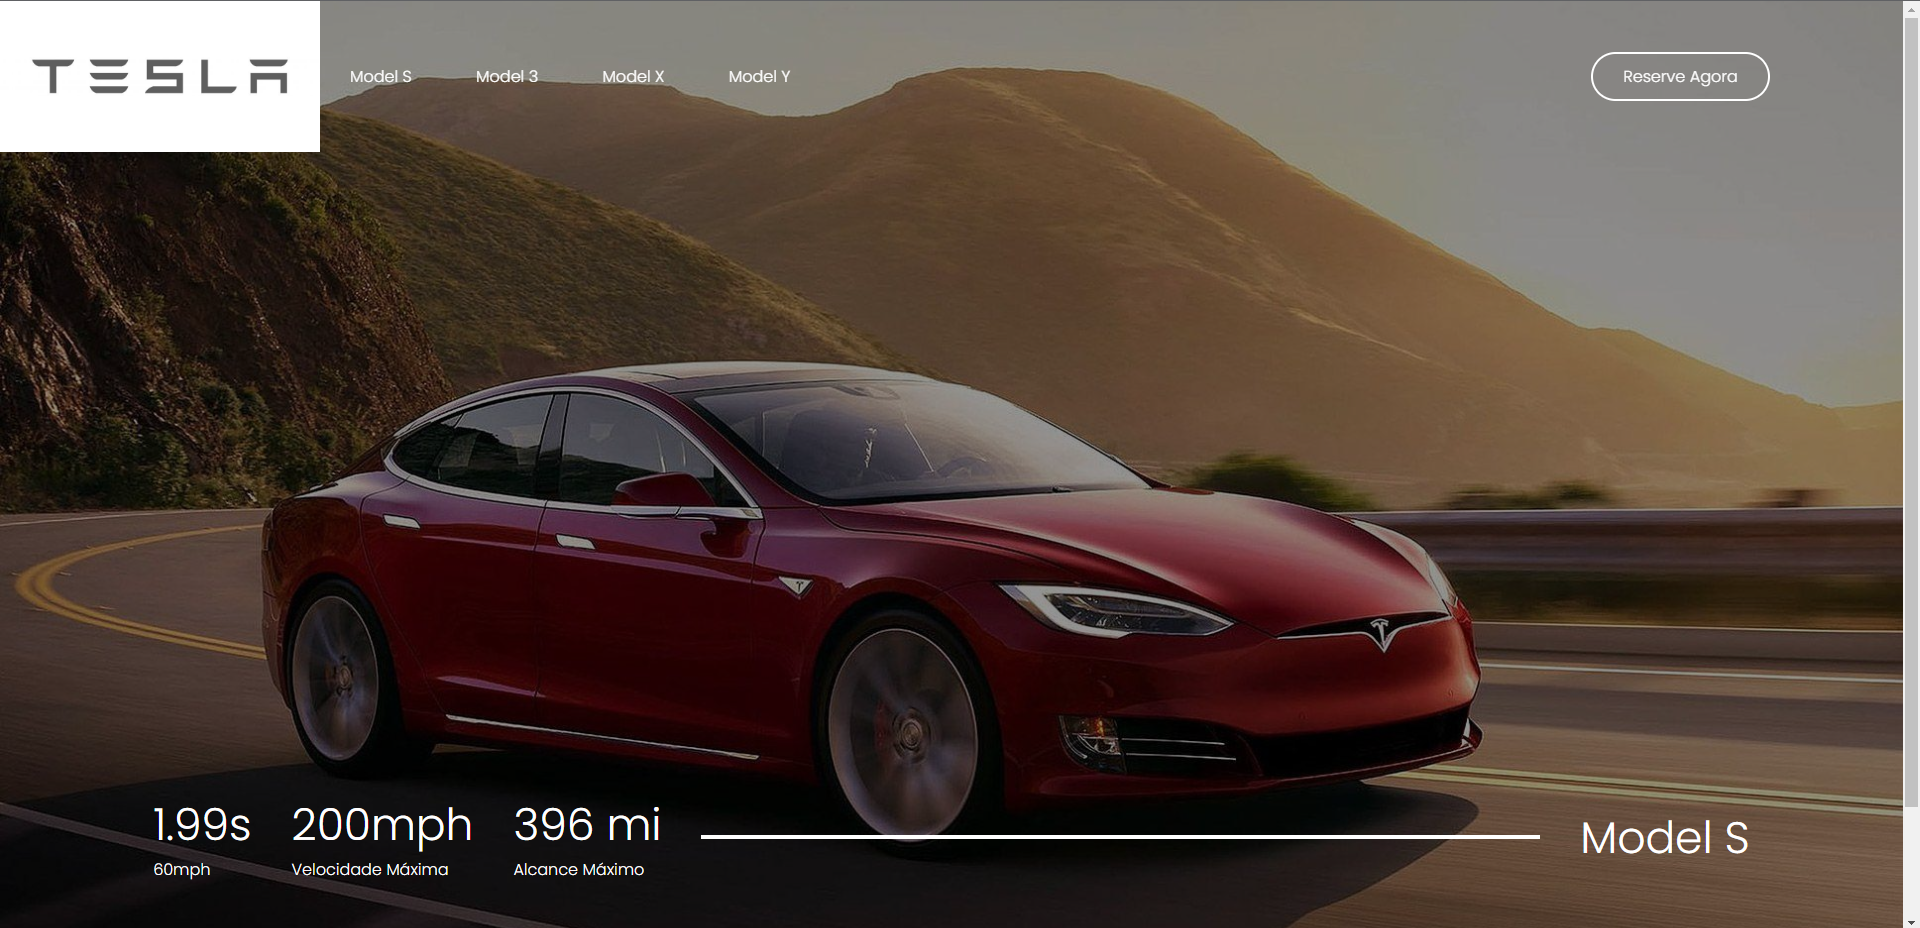 TESLA
Model S
Model 3
Model X
Model Y
Reserve Agora
1.99s
60mph
200mph
Velocidade Máxima
396 mi
Alcance Máximo
Model S